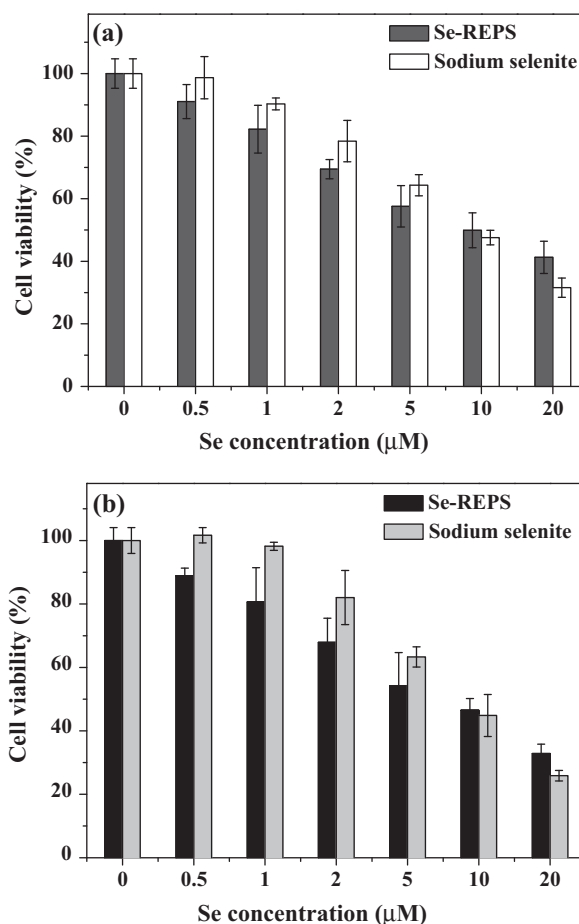 (a)
Se-REPS
Sodium selenite
Cell viability (%)
100
80
60
40
20
0
0 0.5 1 2 5 10 20
Se concentration (μM)
(b)
Se-REPS
Sodium selenite
Cell viability (%)
100
80
60
40
20
0
0 0.5 1 2 5 10 20
Se concentration (μM)